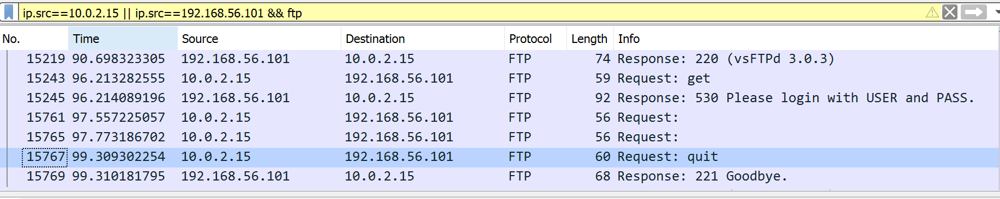 ip.src==10.0.2.15 || ip.src==192.168.56.101 && ftp
No. Time Source Destination Protocol Length Info
15219 90.698323305 192.168.56.101 10.0.2.15 FTP 74 Response: 220 (vsFTPd 3.0.3)
15243 96.213282555 10.0.2.15 192.168.56.101 FTP 59 Request: get
15245 96.214089196 192.168.56.101 10.0.2.15 FTP 92 Response: 530 Please login with USER and PASS.
15761 97.557225057 10.0.2.15 192.168.56.101 FTP 56 Request:
15765 97.773186702 10.0.2.15 192.168.56.101 FTP 56 Request:
15767 99.309302254 10.0.2.15 192.168.56.101 FTP 60 Request: quit
15769 99.310181795 192.168.56.101 10.0.2.15 FTP 68 Response: 221 Goodbye.